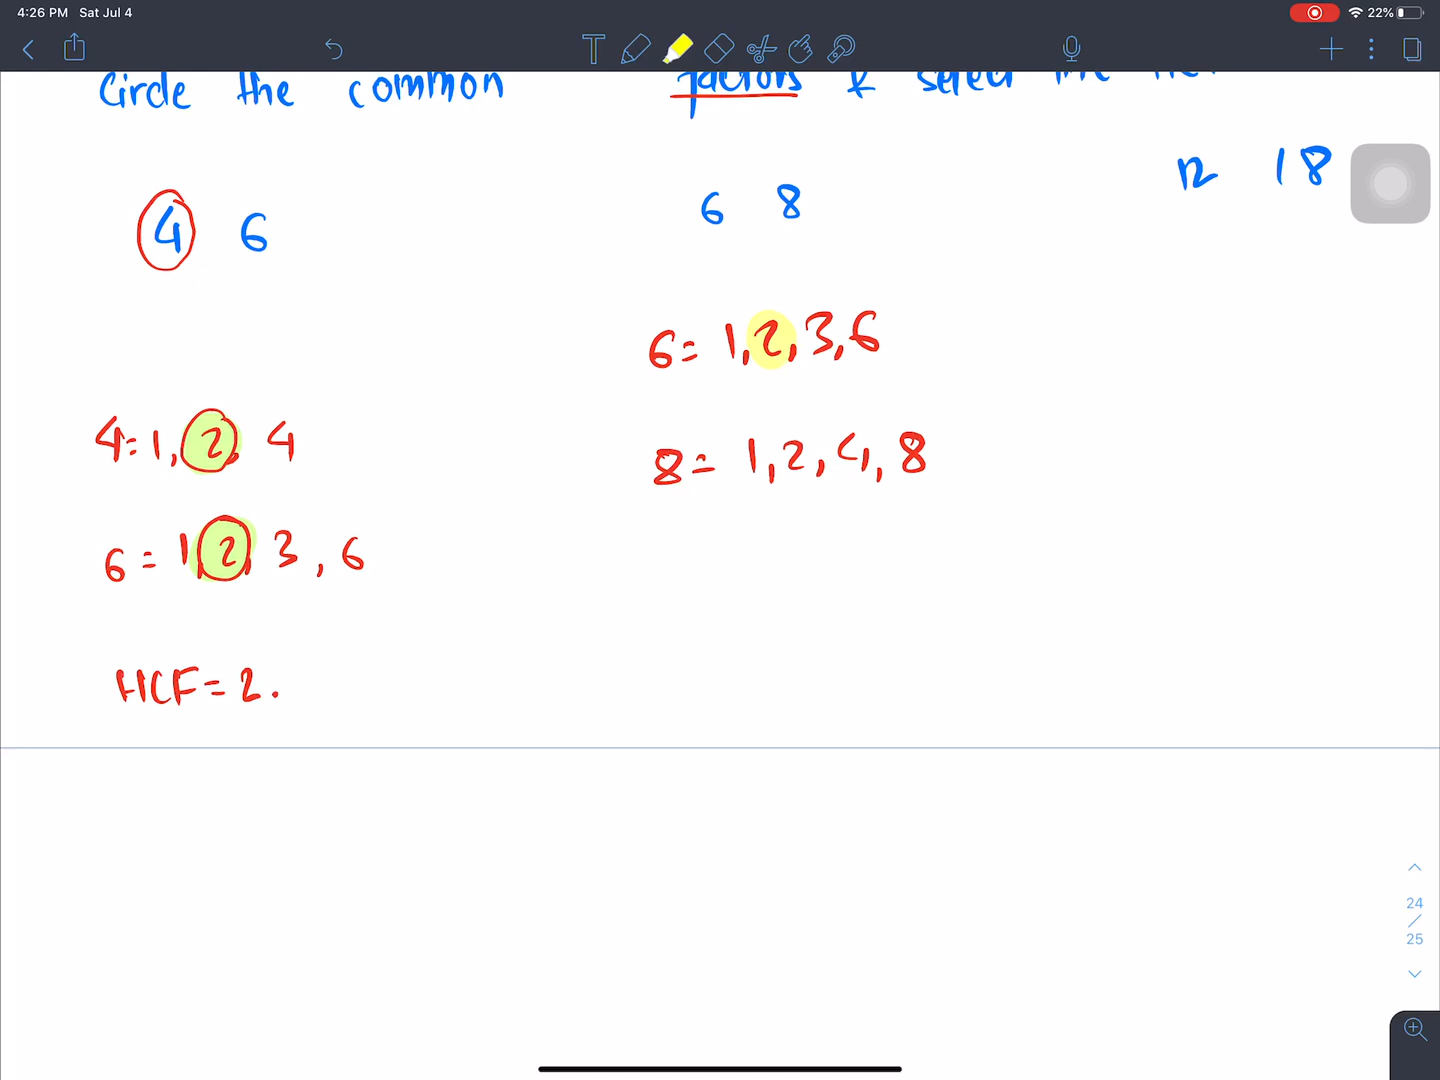 4:26 PM Sat Jul 4
22%
Circle the common factors & select the
4 6
6 8
12 18
6= 1,2,3,6
4=1, 2, 4
8= 1,2,4,8
6 = 1,2, 3, 6
HCF=2.
24
/
25